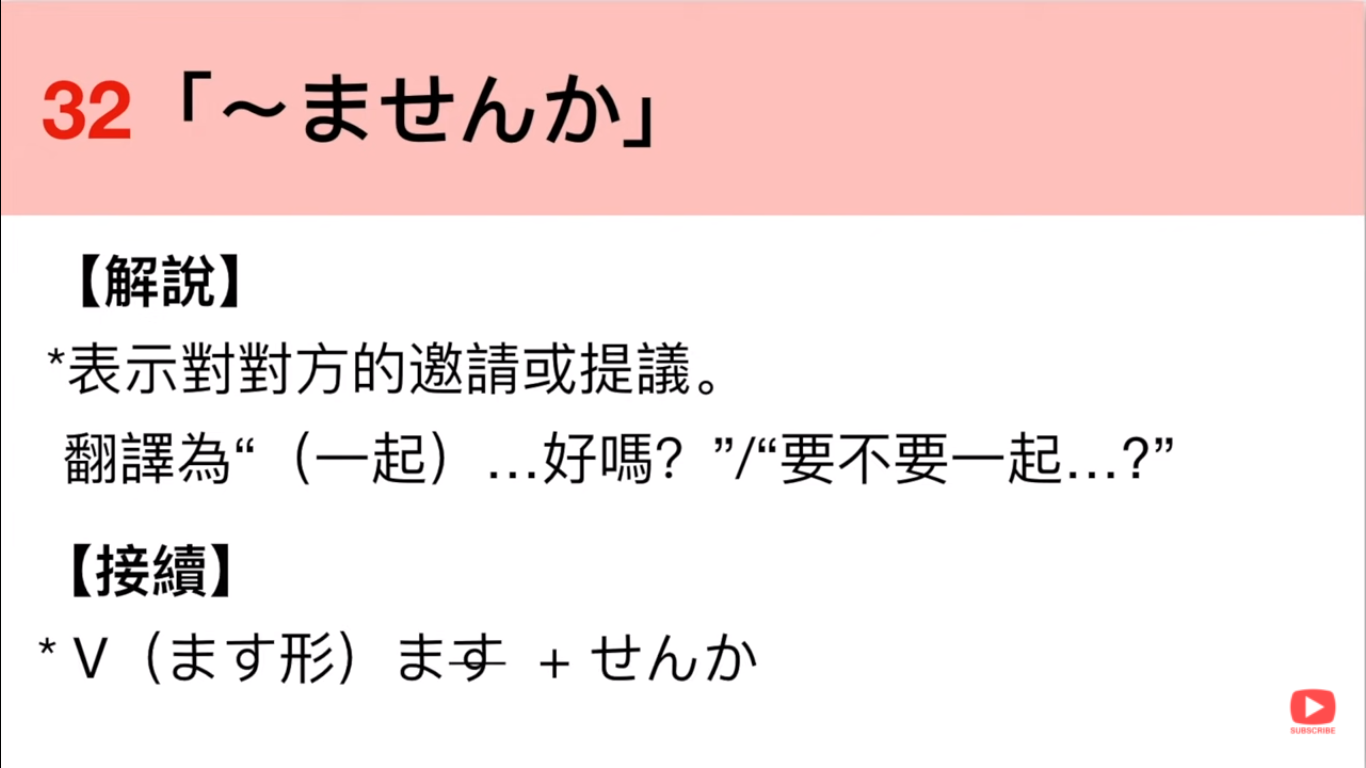 32「～ませんか」
【解說】
*表示對對方的邀請或提議。
翻譯為“（一起）…好嗎？”/“要不要一起…?”
【接續】
* V（ます形）ます + せんか
SUBSCRIBE